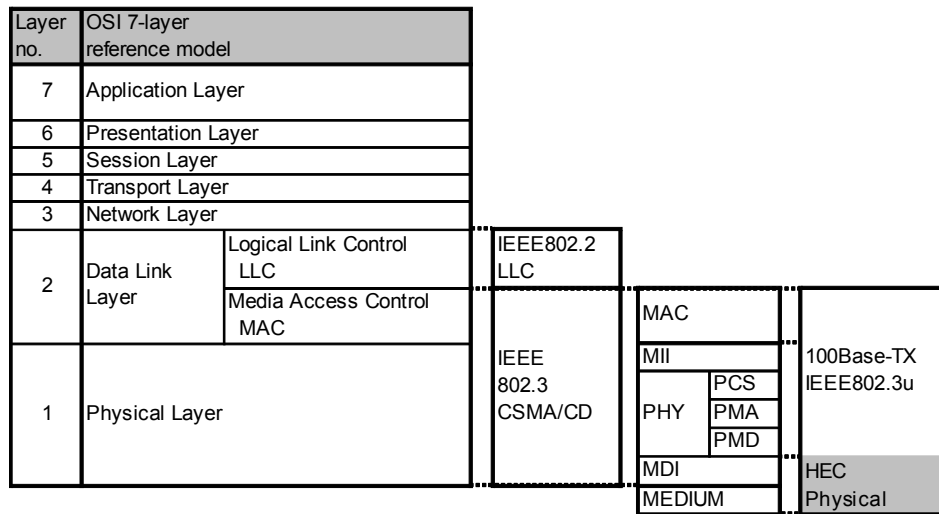 Layer no.
OSI 7-layer reference model
7
Application Layer
6
Presentation Layer
5
Session Layer
4
Transport Layer
3
Network Layer
2
Data Link
Layer
Logical Link Control
LLC
Media Access Control
MAC
1
Physical Layer
IEEE802.2
LLC
IEEE
802.3
CSMA/CD
MAC
MII
PHY
PCS
PMA
PMD
MDI
MEDIUM
100Base-TX
IEEE802.3u
HEC
Physical